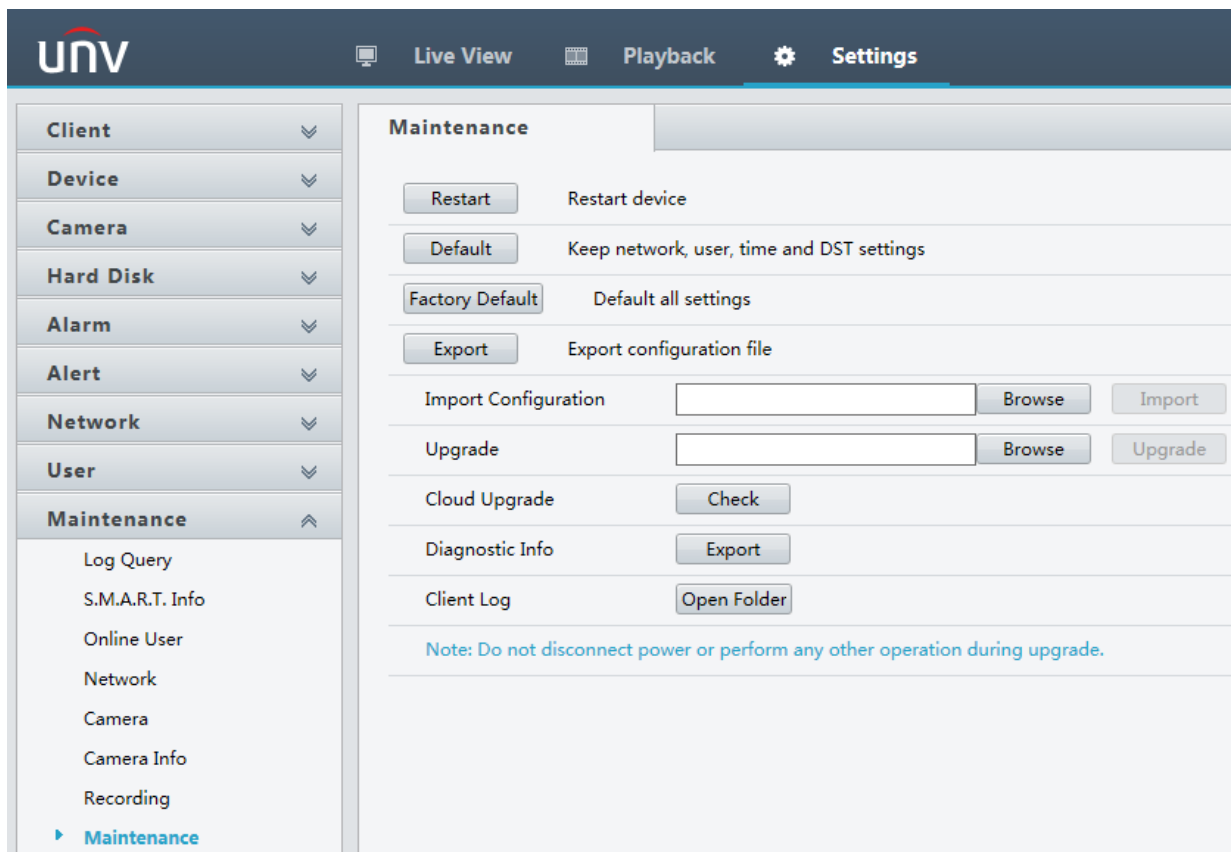 unv
Live View Playback Settings
Client
Device
Camera
Hard Disk
Alarm
Alert
Network
User
Maintenance
Log Query
S.M.A.R.T. Info
Online User
Network
Camera
Camera Info
Recording
Maintenance
Maintenance
Restart Restart device
Default Keep network, user, time and DST settings
Factory Default Default all settings
Export Export configuration file
Import Configuration Browse Import
Upgrade Browse Upgrade
Cloud Upgrade Check
Diagnostic Info Export
Client Log Open Folder
Note: Do not disconnect power or perform any other operation during upgrade.